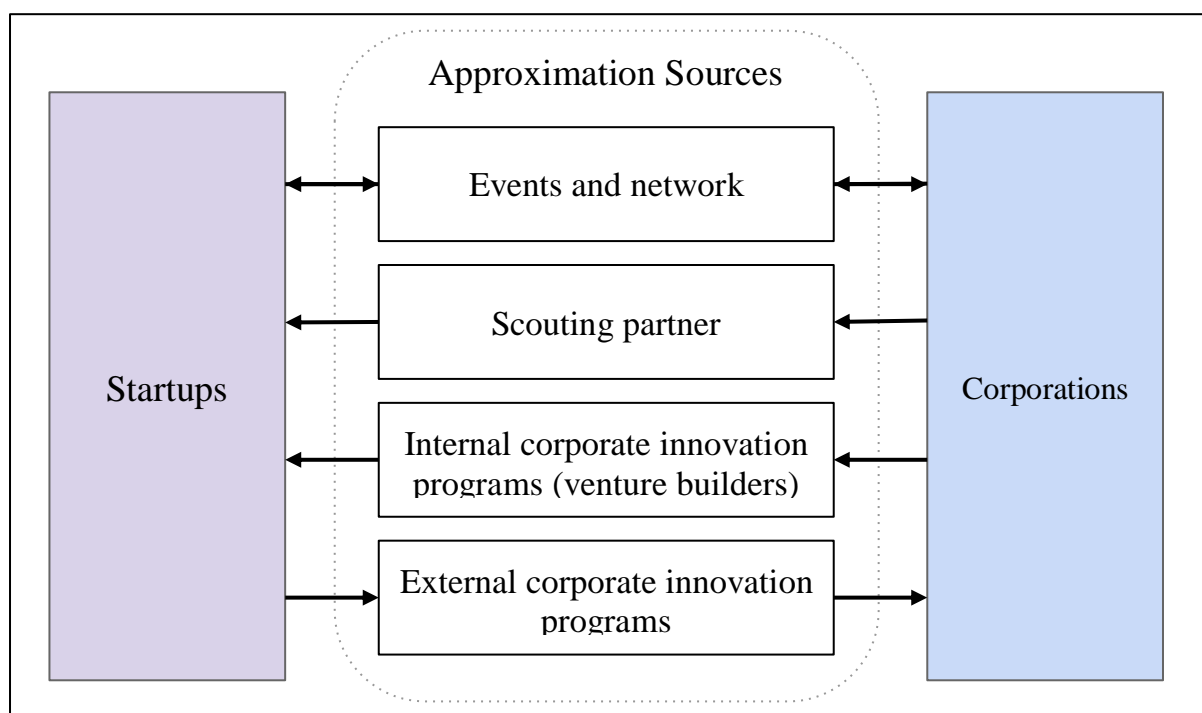 Approximation Sources
Events and network
Scouting partner
Startups
Corporations
Internal corporate innovation
programs (venture builders)
External corporate innovation
programs